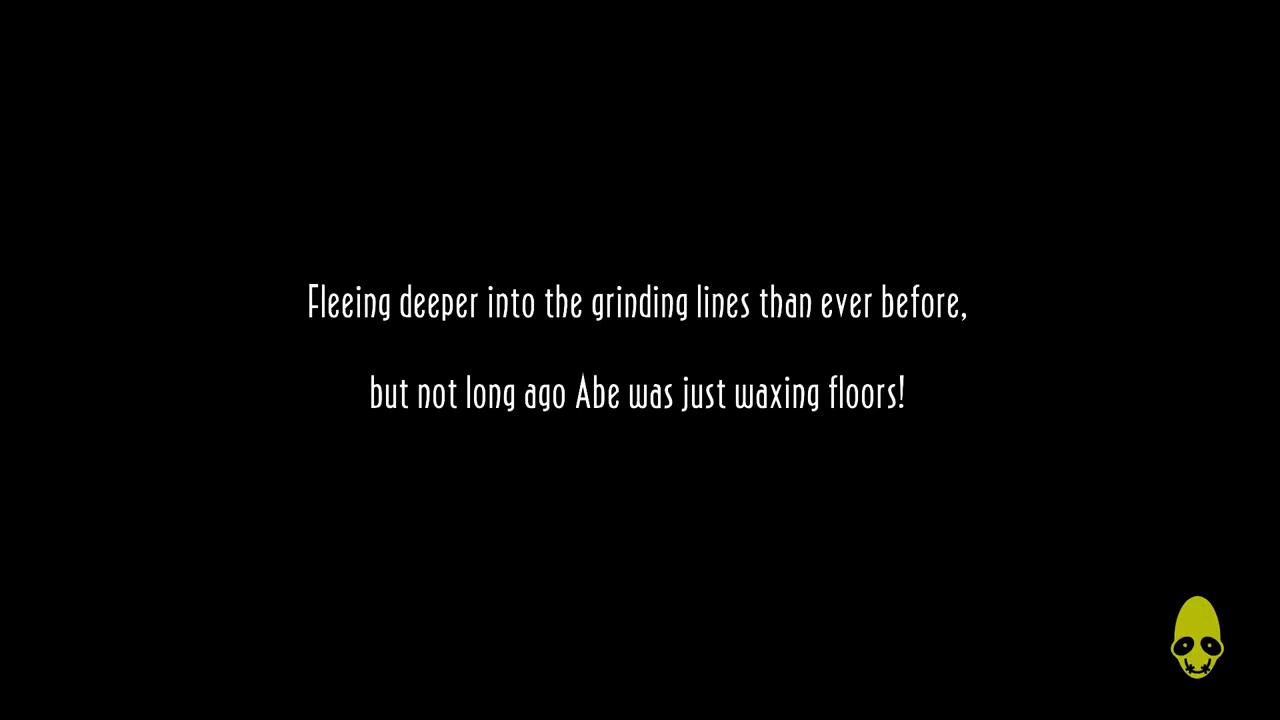 Fleeing deeper into the grinding lines than ever before,
but not long ago Abe was just waxing floors!